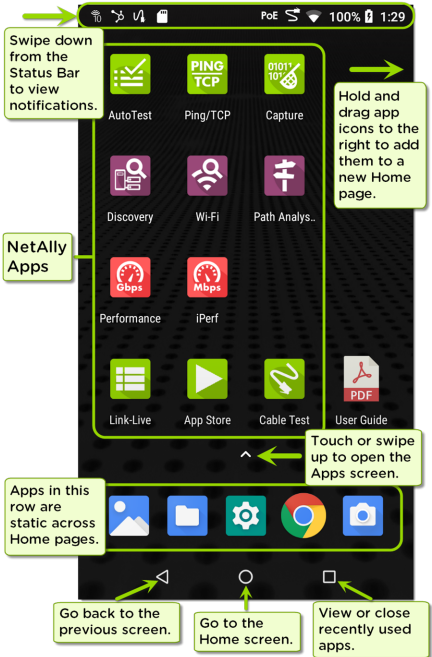 10
PoE
100%
1:29
Swipe down
from the
Status Bar
to view
notifications.
PING
TCP
01011
101
AutoTest
Ping/TCP
Capture
Hold and
drag app
icons to the
right to add
them to a
new Home
page.
Discovery
Wi-Fi
Path Analys..
NetAlly
Apps
Gbps
Mbps
Performance
iPerf
PDF
Link-Live
App Store
Cable Test
User Guide
Touch or swipe
up to open the
Apps screen.
Apps in this
row are
static across
Home pages.
Go back to the
previous screen.
Go to the
Home screen.
View or close
recently used
apps.